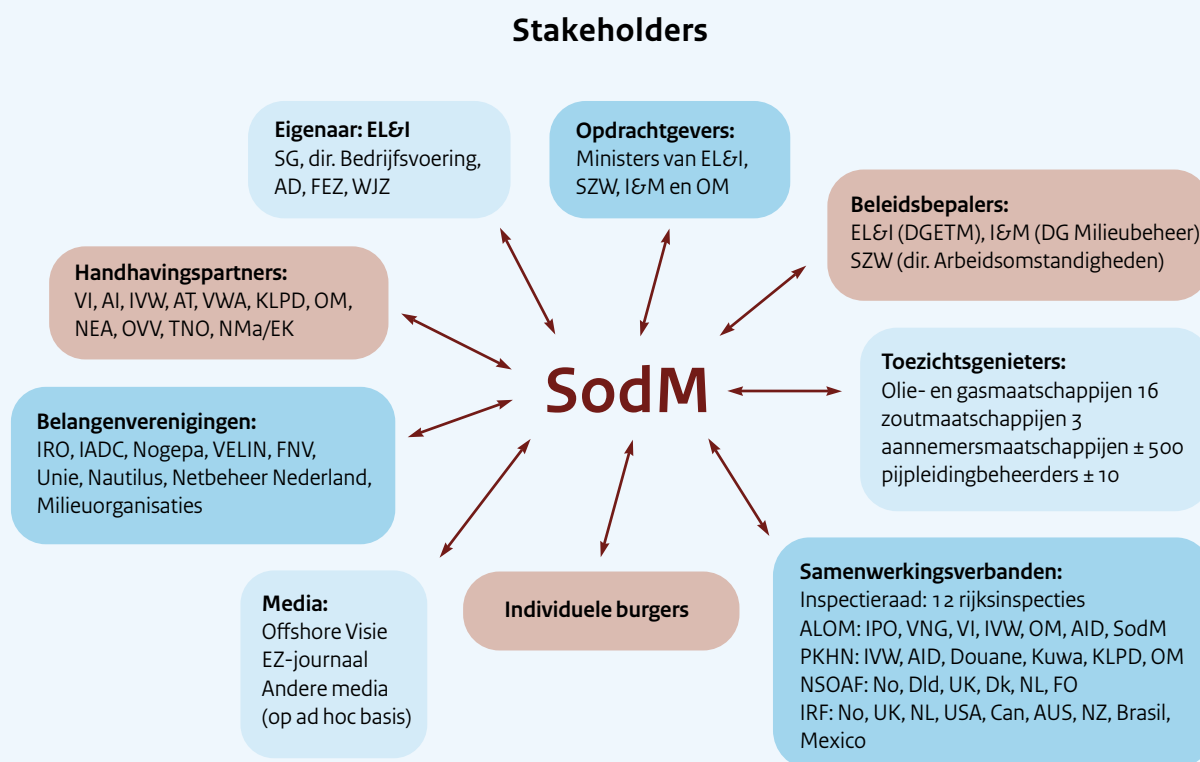 Stakeholders
Eigenaar: EL&I
SG, dir. Bedrijfsvoering,
AD, FEZ, WJZ
Opdrachtgevers:
Ministers van EL&I,
SZW, I&M en OM
Beleidsbepalers:
EL&I (DGETM), I&M (DG Milieubeheer)
SZW (dir. Arbeidsomstandigheden)
Handhavingspartners:
VI, AI, IVW, AT, VWA, KLPD, OM,
NEA, OVV, TNO, NMa/EK
SodM
Toezichtsgenieters:
Olie- en gasmaatschappijen 16
zoutmaatschappijen 3
aannemersmaatschappijen ± 500
pijpleidingbeheerders ± 10
Belangenverenigingen:
IRO, IADC, Nogepa, VELIN, FNV,
Unie, Nautilus, Netbeheer Nederland,
Milieuorganisaties
Media:
Offshore Visie
EZ-journaal
Andere media
(op ad hoc basis)
Individuele burgers
Samenwerkingsverbanden:
Inspectieraad: 12 rijksinspecties
ALOM: IPO, VNG, VI, IVW, OM, AID, SodM
PKHN: IVW, AID, Douane, Kuwa, KLPD, OM
NSOAF: No, Dld, UK, Dk, NL, FO
IRF: No, UK, NL, USA, Can, AUS, NZ, Brasil,
Mexico